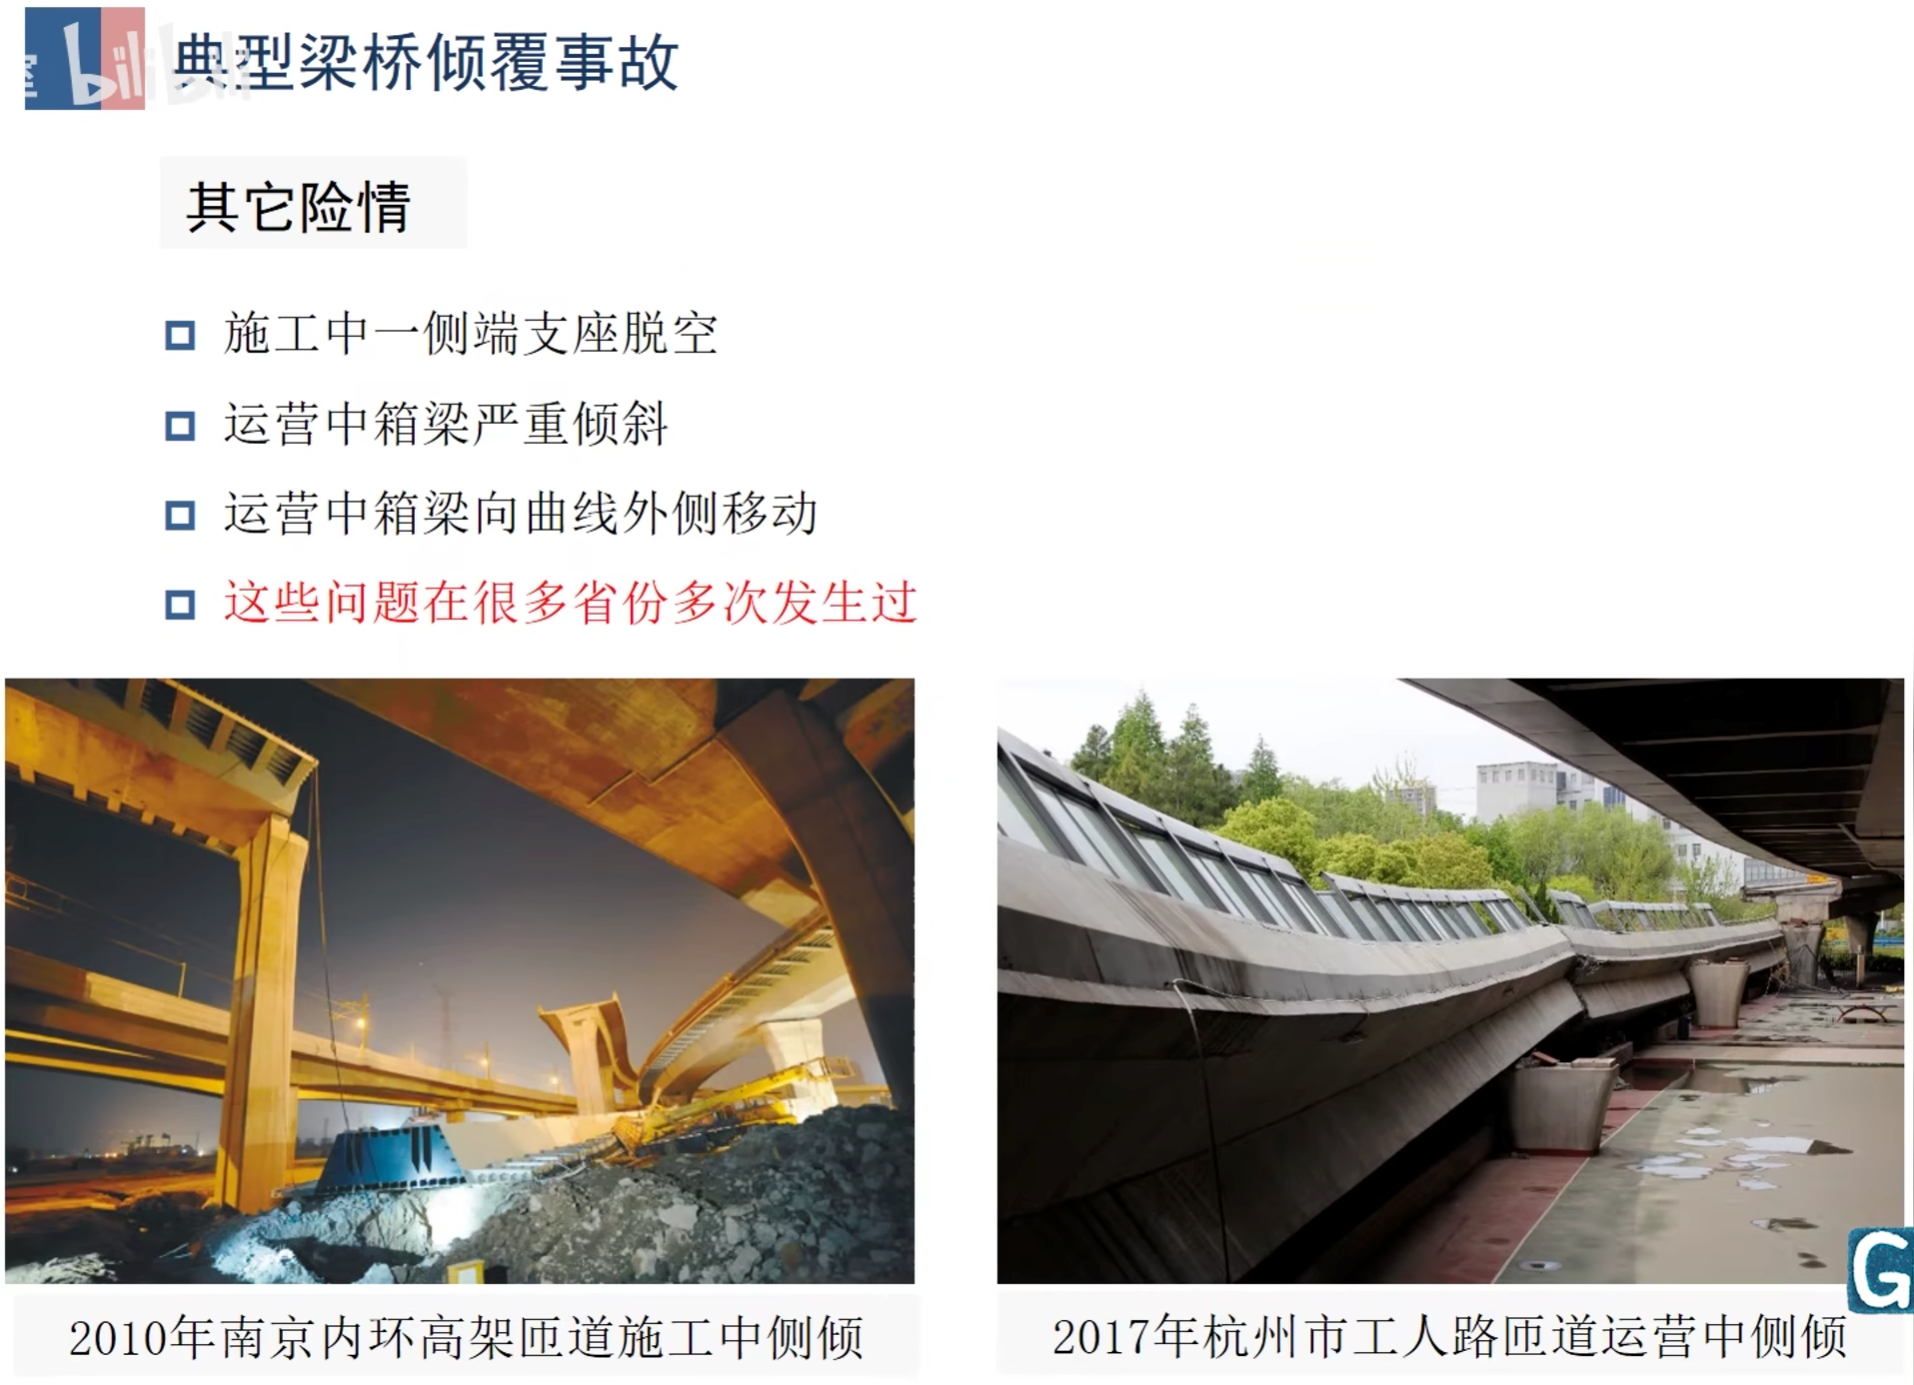 室
bilibili
典型梁桥倾覆事故
其它险情
施工中一侧端支座脱空
运营中箱梁严重倾斜
运营中箱梁向曲线外侧移动
这些问题在很多省份多次发生过
2010年南京内环高架匝道施工中侧倾
2017年杭州市工人路匝道运营中侧倾
G